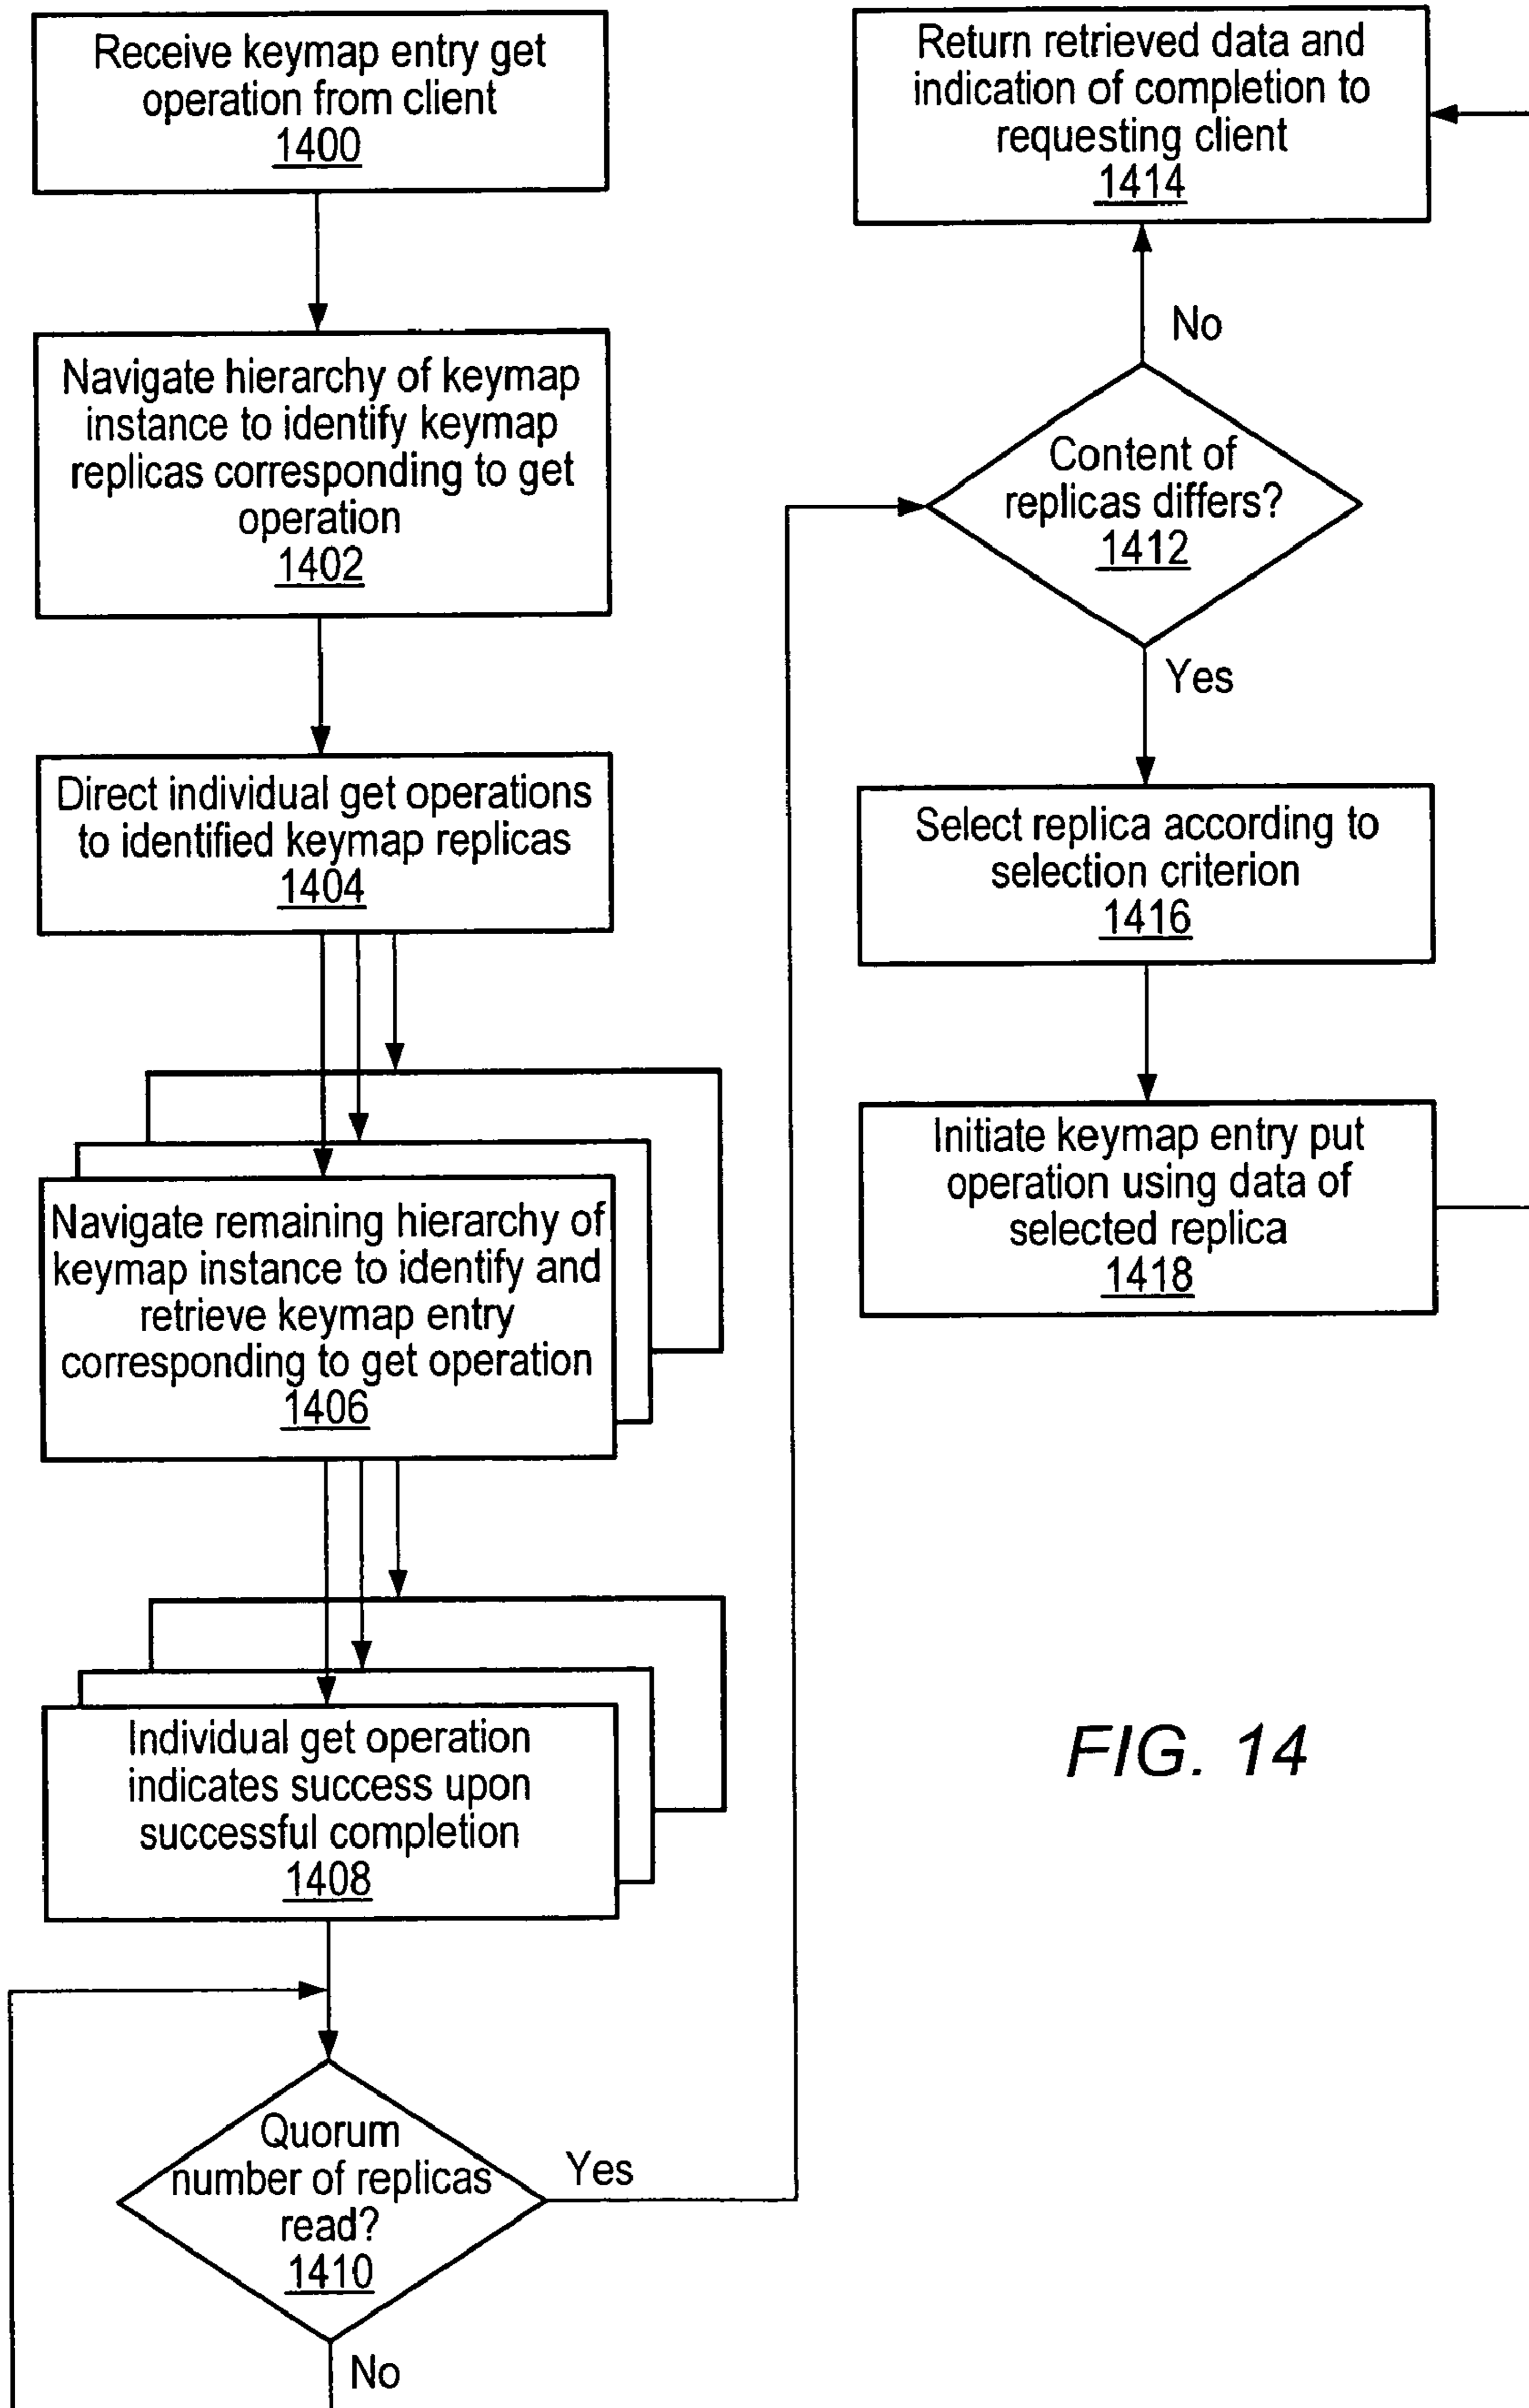 Receive keymap entry get
operation from client
1400
Navigate hierarchy of keymap
instance to identify keymap
replicas corresponding to get
operation
1402
Direct individual get operations
to identified keymap replicas
1404
Navigate remaining hierarchy of
keymap instance to identify and
retrieve keymap entry
corresponding to get operation
1406
Individual get operation
indicates success upon
successful completion
1408
Quorum
number of replicas
read?
1410
Yes
No
Return retrieved data and
indication of completion to
requesting client
1414
No
Content of
replicas differs?
1412
Yes
Select replica according to
selection criterion
1416
Initiate keymap entry put
operation using data of
selected replica
1418
FIG. 14